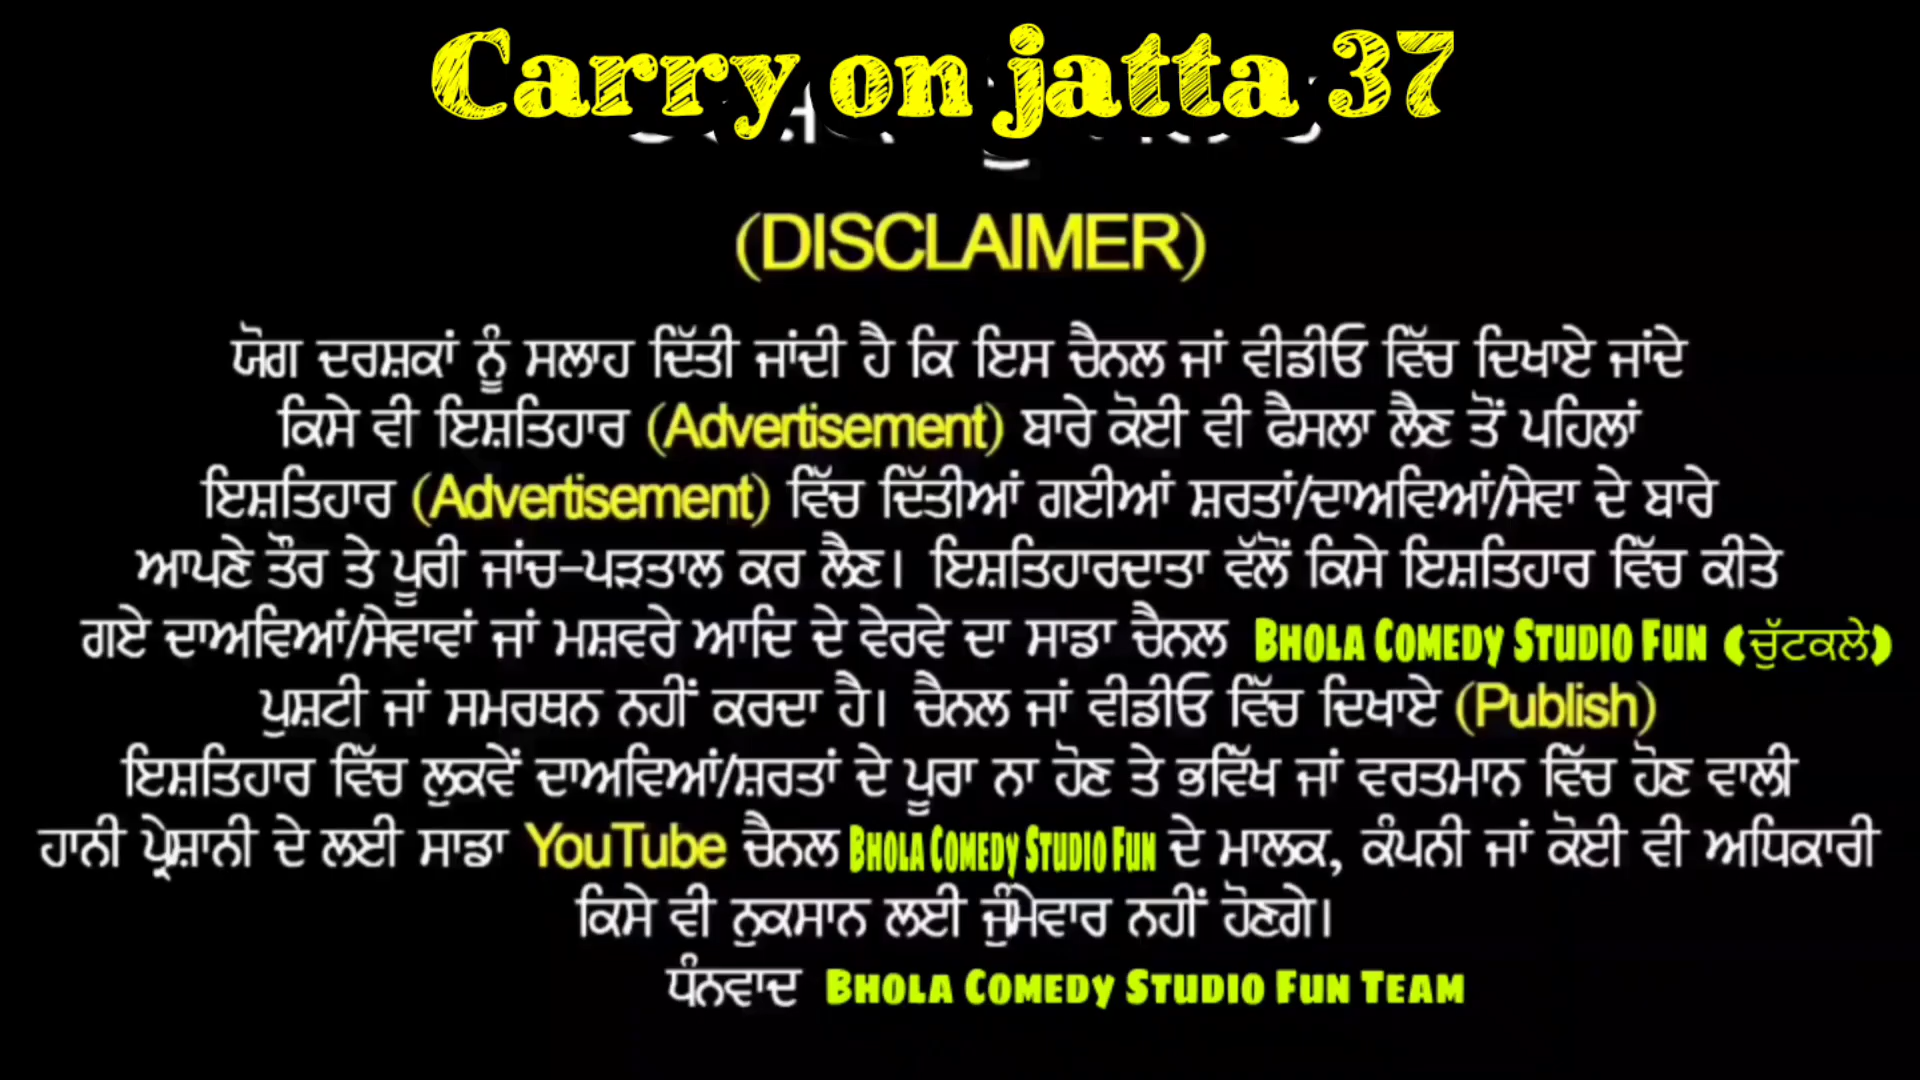 Carry on jatta 37
(DISCLAIMER)
ਯੋਗ ਦਰਸ਼ਕਾਂ ਨੂੰ ਸਲਾਹ ਦਿੱਤੀ ਜਾਂਦੀ ਹੈ ਕਿ ਇਸ ਚੈਨਲ ਜਾਂ ਵੀਡੀਓ ਵਿੱਚ ਦਿਖਾਏ ਜਾਂਦੇ
ਕਿਸੇ ਵੀ ਇਸ਼ਤਿਹਾਰ (Advertisement) ਬਾਰੇ ਕੋਈ ਵੀ ਫੈਸਲਾ ਲੈਣ ਤੋਂ ਪਹਿਲਾਂ
ਇਸ਼ਤਿਹਾਰ (Advertisement) ਵਿੱਚ ਦਿੱਤੀਆਂ ਗਈਆਂ ਸ਼ਰਤਾਂ/ਦਾਅਵਿਆਂ/ਸੇਵਾ ਦੇ ਬਾਰੇ
ਆਪਣੇ ਤੌਰ ਤੇ ਪੂਰੀ ਜਾਂਚ-ਪੜਤਾਲ ਕਰ ਲੈਣ। ਇਸ਼ਤਿਹਾਰਦਾਤਾ ਵੱਲੋਂ ਕਿਸੇ ਇਸ਼ਤਿਹਾਰ ਵਿੱਚ ਕੀਤੇ
ਗਏ ਦਾਅਵਿਆਂ/ਸੇਵਾਵਾਂ ਜਾਂ ਮਸ਼ਵਰੇ ਆਦਿ ਦੇ ਵੇਰਵੇ ਦਾ ਸਾਡਾ ਚੈਨਲ Bhola Comedy Studio Fun (ਚੁੱਟਕਲੇ)
ਪੁਸ਼ਟੀ ਜਾਂ ਸਮਰਥਨ ਨਹੀਂ ਕਰਦਾ ਹੈ। ਚੈਨਲ ਜਾਂ ਵੀਡੀਓ ਵਿੱਚ ਦਿਖਾਏ (Publish)
ਇਸ਼ਤਿਹਾਰ ਵਿੱਚ ਲੁਕਵੇਂ ਦਾਅਵਿਆਂ/ਸ਼ਰਤਾਂ ਦੇ ਪੂਰਾ ਨਾ ਹੋਣ ਤੇ ਭਵਿੱਖ ਜਾਂ ਵਰਤਮਾਨ ਵਿੱਚ ਹੋਣ ਵਾਲੀ
ਹਾਨੀ ਪ੍ਰੇਸ਼ਾਨੀ ਦੇ ਲਈ ਸਾਡਾ YouTube ਚੈਨਲ Bhola Comedy Studio Fun ਦੇ ਮਾਲਕ, ਕੰਪਨੀ ਜਾਂ ਕੋਈ ਵੀ ਅਧਿਕਾਰੀ
ਕਿਸੇ ਵੀ ਨੁਕਸਾਨ ਲਈ ਜੁੰਮੇਵਾਰ ਨਹੀਂ ਹੋਣਗੇ।
ਧੰਨਵਾਦ Bhola Comedy Studio Fun Team